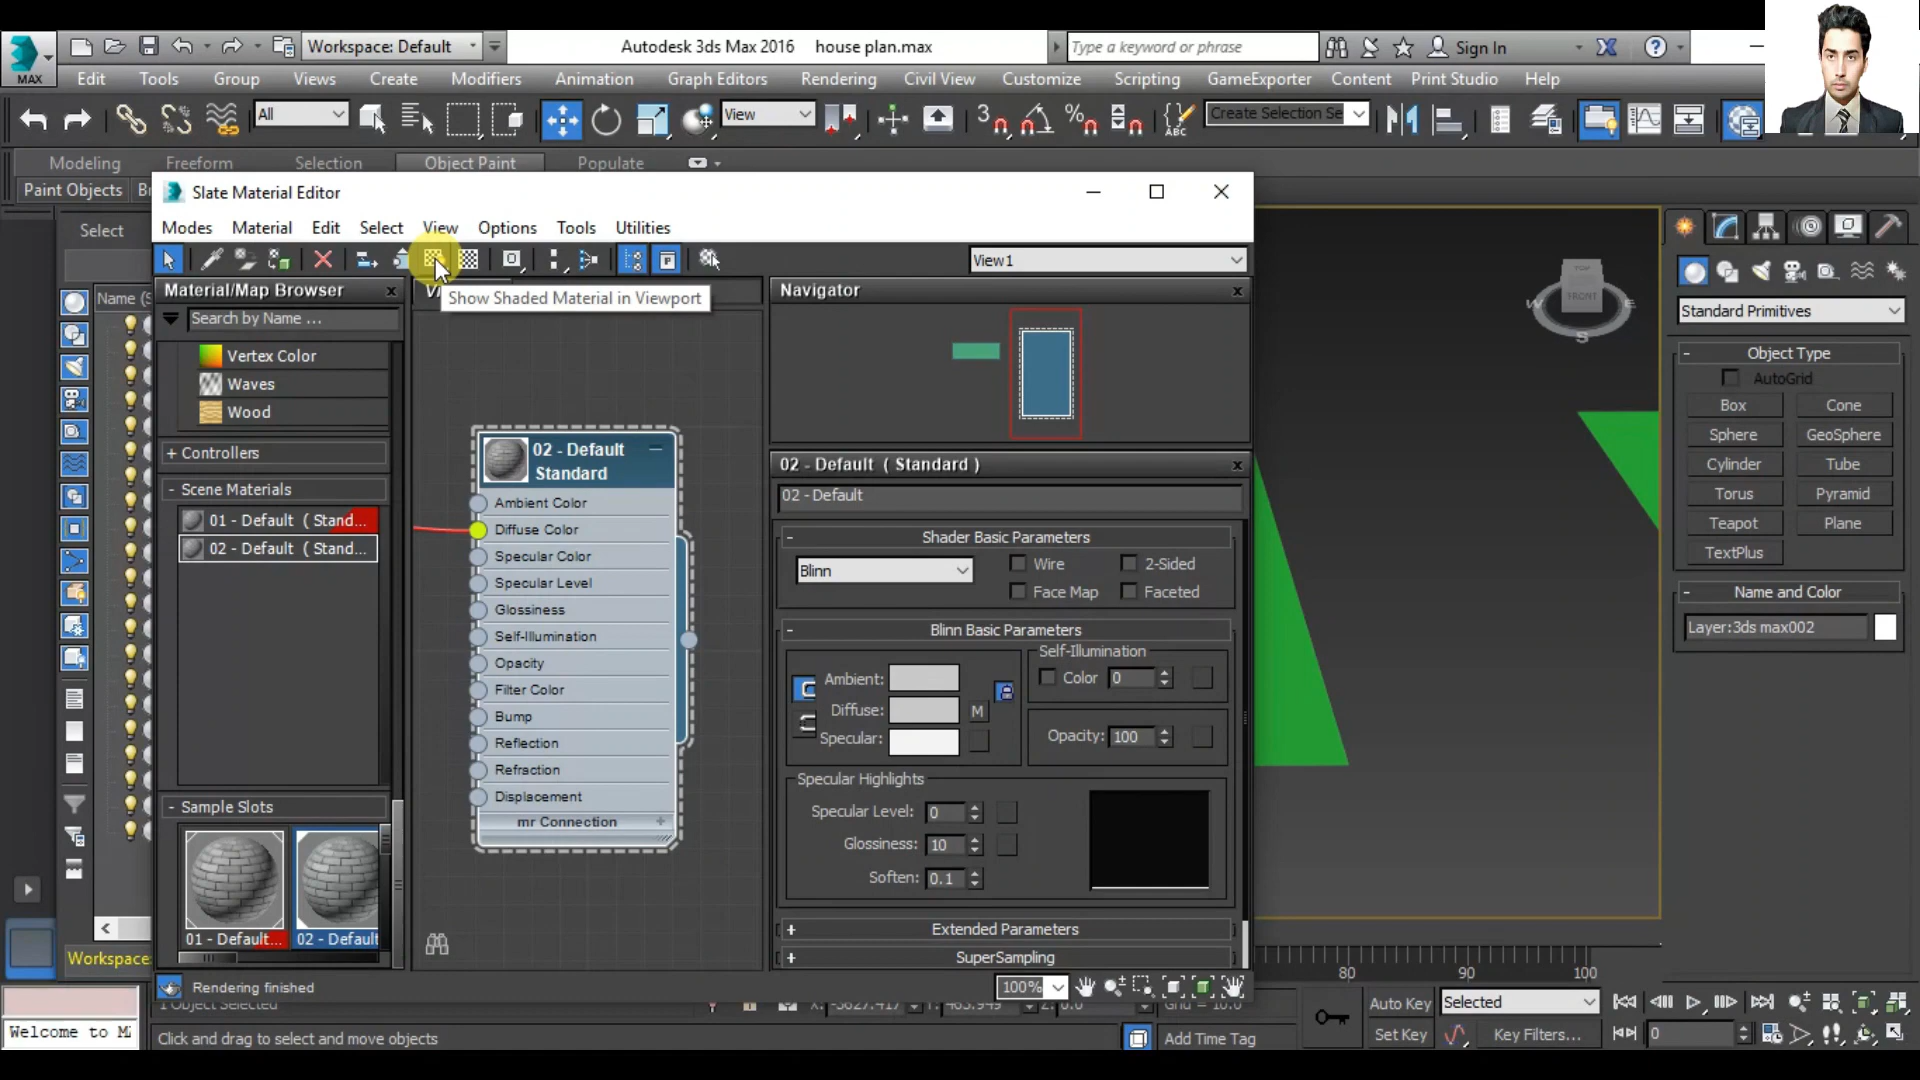 Workspace: Default
Autodesk 3ds Max 2016 house plan.max
Type a keyword or phrase
Sign In
MAX
Edit Tools Group Views Create Modifiers Animation Graph Editors Rendering Civil View Customize Scripting GameExporter Content Print Studio Help
All
View
Create Selection Se
Modeling Freeform Selection Object Paint Populate
Paint Objects
Slate Material Editor
Modes Material Edit Select View Options Tools Utilities
View1
Select
Name (S
Material/Map Browser
Search by Name ...
Show Shaded Material in Viewport
Navigator
Vertex Color
Waves
Wood
+ Controllers
- Scene Materials
01 - Default ( Stand...
02 - Default ( Stand...
- Sample Slots
01 - Default...
02 - Default
02 - Default
Standard
Ambient Color
Diffuse Color
Specular Color
Specular Level
Glossiness
Self-Illumination
Opacity
Filter Color
Bump
Reflection
Refraction
Displacement
mr Connection +
02 - Default ( Standard )
02 - Default
- Shader Basic Parameters
Blinn
Wire
2-Sided
Face Map
Faceted
- Blinn Basic Parameters
Ambient:
Diffuse: M
Specular:
Self-Illumination
Color 0
Opacity: 100
Specular Highlights
Specular Level: 0
Glossiness: 10
Soften: 0.1
+ Extended Parameters
+ SuperSampling
Rendering finished
100%
TOP
FRONT
W
E
S
Standard Primitives
- Object Type
AutoGrid
Box Cone
Sphere GeoSphere
Cylinder Tube
Torus Pyramid
Teapot Plane
TextPlus
- Name and Color
Layer:3ds max002
80 90 100
Workspace
1 Object Selected
Auto Key Selected
Set Key Key Filters... 0
Welcome to M
Click and drag to select and move objects
Add Time Tag